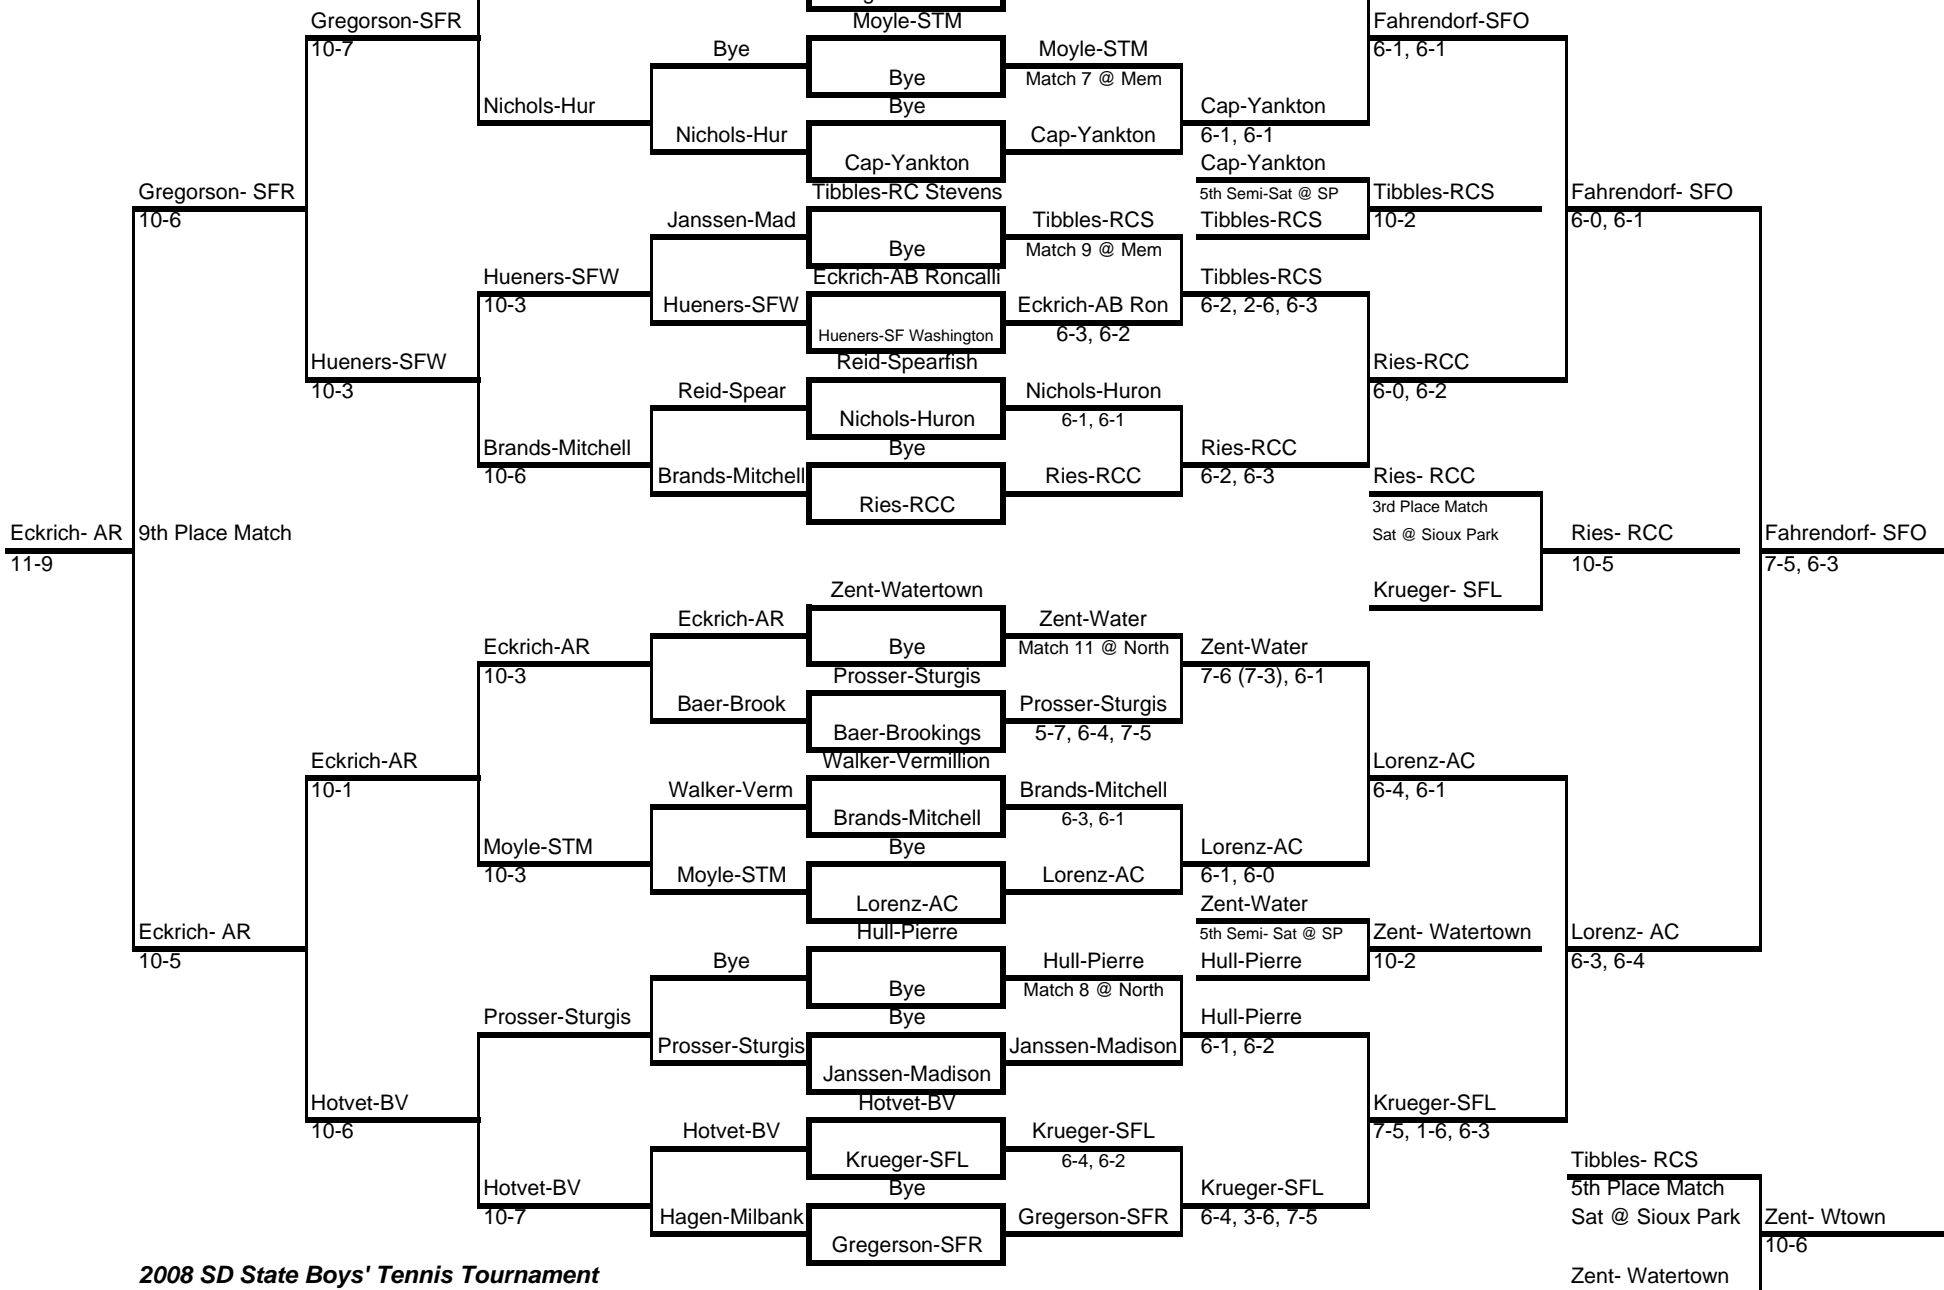 Moyle-STM
Gregorson-SFR
Fahrendorf-SFO
10-7
Bye
Moyle-STM
6-1, 6-1
Bye
Match 7 @ Mem
Nichols-Hur
Bye
Cap-Yankton
Nichols-Hur
Cap-Yankton
6-1, 6-1
Cap-Yankton
Cap-Yankton
Gregorson- SFR
Tibbles-RC Stevens
5th Semi-Sat @ SP
Tibbles-RCS
Fahrendorf- SFO
10-6
Janssen-Mad
Tibbles-RCS
Tibbles-RCS
10-2
6-0, 6-1
Bye
Match 9 @ Mem
Hueners-SFW
Eckrich-AB Roncalli
Tibbles-RCS
10-3
Hueners-SFW
Eckrich-AB Ron
6-2, 2-6, 6-3
Hueners-SF Washington
6-3, 6-2
Hueners-SFW
Reid-Spearfish
Ries-RCC
10-3
Reid-Spear
Nichols-Huron
6-0, 6-2
Nichols-Huron
6-1, 6-1
Brands-Mitchell
Bye
Ries-RCC
10-6
Brands-Mitchell
Ries-RCC
6-2, 6-3
Ries- RCC
Ries-RCC
3rd Place Match
Eckrich- AR
9th Place Match
Sat @ Sioux Park
Ries- RCC
Fahrendorf- SFO
11-9
10-5
7-5, 6-3
Zent-Watertown
Krueger- SFL
Eckrich-AR
Zent-Water
Eckrich-AR
Bye
Match 11 @ North
Zent-Water
10-3
Prosser-Sturgis
7-6 (7-3), 6-1
Baer-Brook
Prosser-Sturgis
Baer-Brookings
5-7, 6-4, 7-5
Eckrich-AR
Walker-Vermillion
Lorenz-AC
10-1
Walker-Verm
Brands-Mitchell
6-4, 6-1
Brands-Mitchell
6-3, 6-1
Moyle-STM
Bye
Lorenz-AC
10-3
Moyle-STM
Lorenz-AC
6-1, 6-0
Lorenz-AC
Zent-Water
Eckrich- AR
Hull-Pierre
5th Semi- Sat @ SP
Zent- Watertown
Lorenz- AC
10-5
Bye
Hull-Pierre
Hull-Pierre
10-2
6-3, 6-4
Bye
Match 8 @ North
Prosser-Sturgis
Bye
Hull-Pierre
Prosser-Sturgis
Janssen-Madison
6-1, 6-2
Janssen-Madison
Hotvet-BV
Hotvet-BV
Krueger-SFL
10-6
Hotvet-BV
Krueger-SFL
7-5, 1-6, 6-3
Krueger-SFL
6-4, 6-2
Tibbles- RCS
Hotvet-BV
Bye
Krueger-SFL
5th Place Match
10-7
Hagen-Milbank
Gregerson-SFR
6-4, 3-6, 7-5
Sat @ Sioux Park
Zent- Wtown
Gregerson-SFR
10-6
2008 SD State Boys' Tennis Tournament
Zent- Watertown